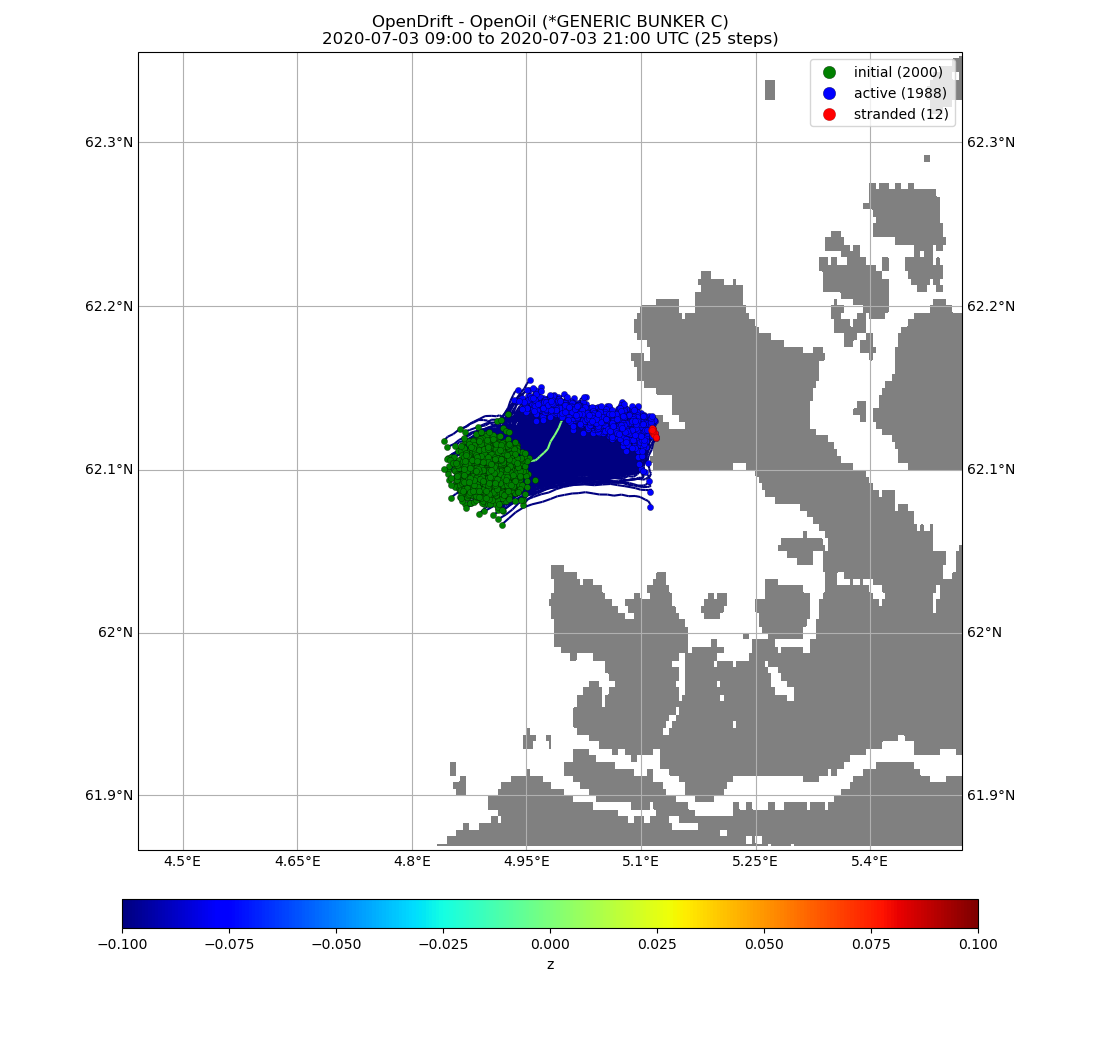 OpenDrift - OpenOil (*GENERIC BUNKER C)
2020-07-03 09:00 to 2020-07-03 21:00 UTC (25 steps)
initial (2000)
active (1988)
stranded (12)
62.3°N 62.3°N
62.2°N 62.2°N
62.1°N 62.1°N
62°N 62°N
61.9°N 61.9°N
4.5°E 4.65°E 4.8°E 4.95°E 5.1°E 5.25°E 5.4°E
−0.100 −0.075 −0.050 −0.025 0.000 0.025 0.050 0.075 0.100
z